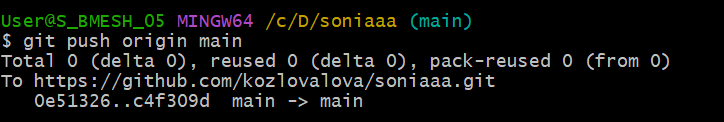 User@S_BMESH_05 MINGW64 /c/D/soniaaa (main)
$ git push origin main
Total 0 (delta 0), reused 0 (delta 0), pack-reused 0 (from 0)
To https://github.com/kozlovalova/soniaaa.git
   0e51326..c4f309d  main -> main